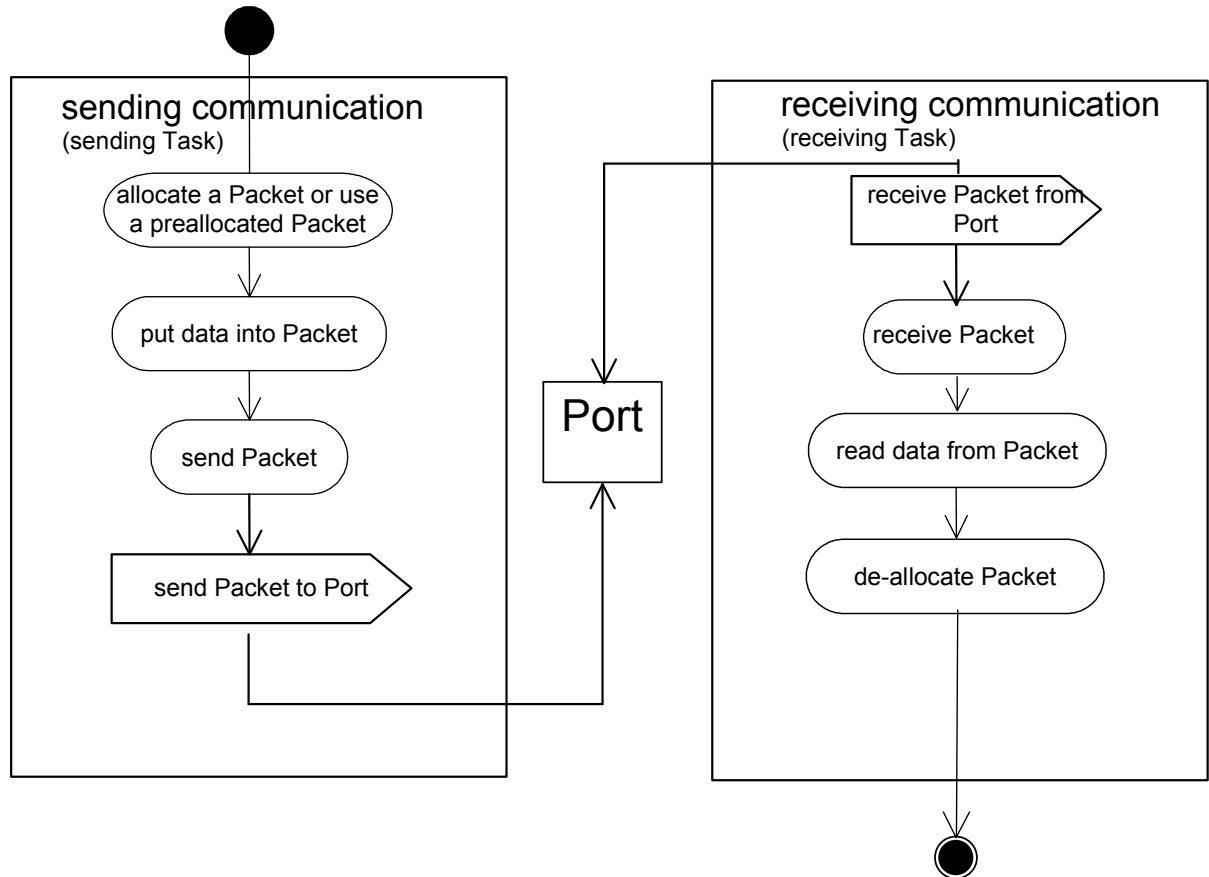 sending communication
(sending Task)
allocate a Packet or use
a preallocated Packet
put data into Packet
send Packet
send Packet to Port
Port
receiving communication
(receiving Task)
receive Packet from
Port
receive Packet
read data from Packet
de-allocate Packet